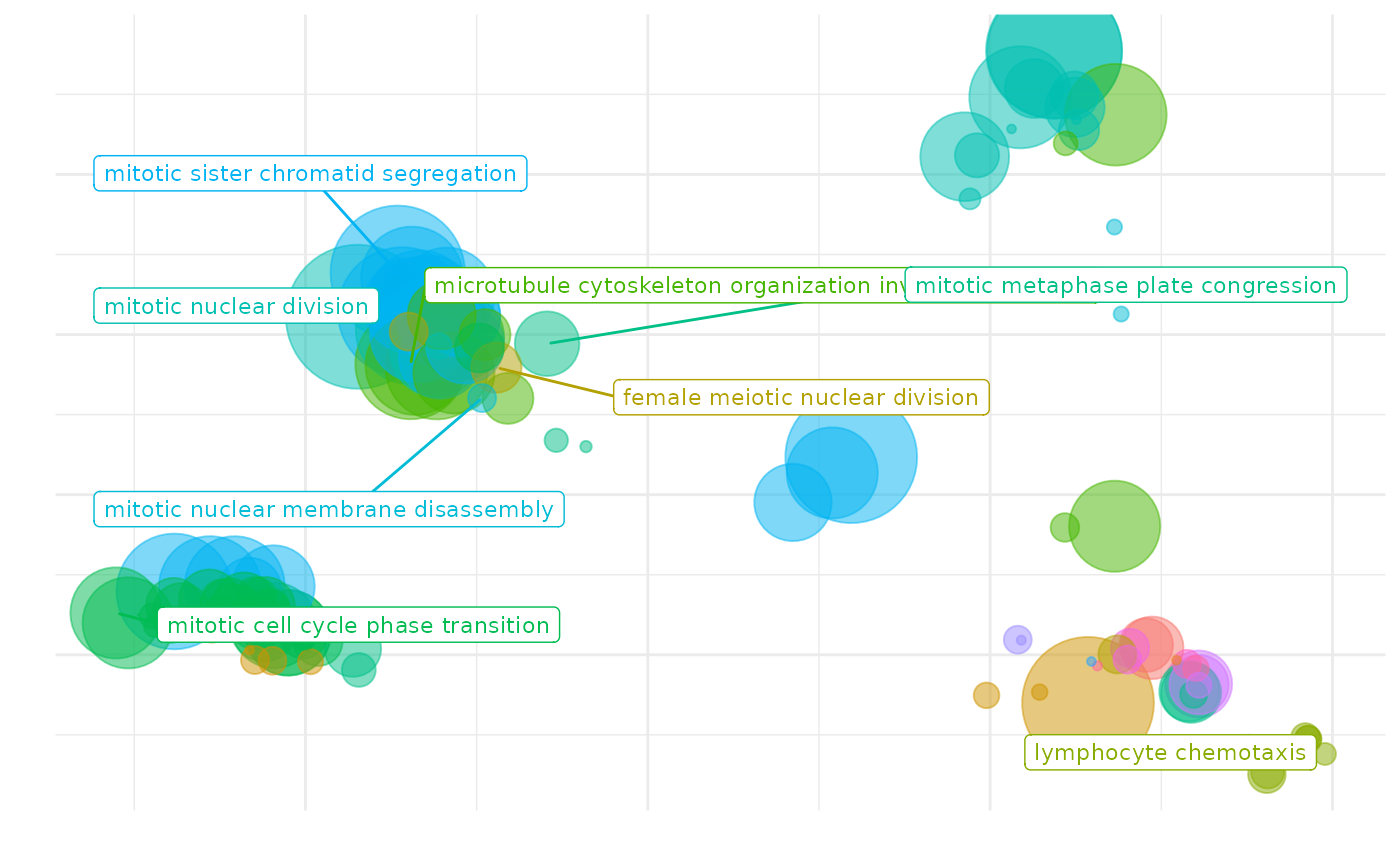 mitotic sister chromatid segregation
mitotic nuclear division
microtubule cytoskeleton organization
mitotic metaphase plate congression
female meiotic nuclear division
mitotic nuclear membrane disassembly
mitotic cell cycle phase transition
lymphocyte chemotaxis